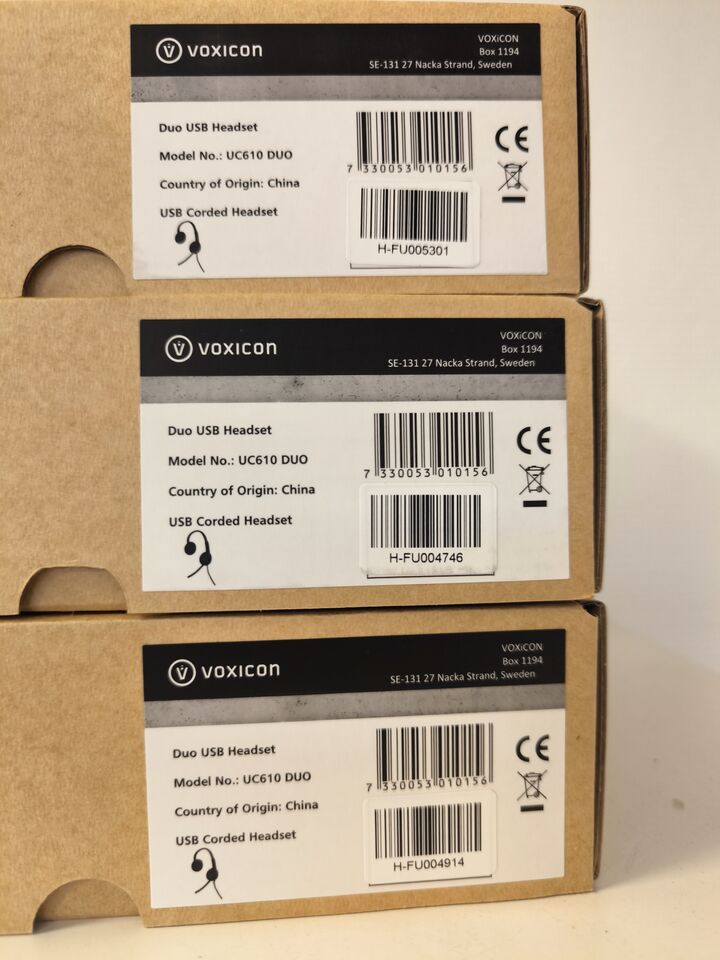 VOXICON
VOXiCON
Box 1194
SE-131 27 Nacka Strand, Sweden
Duo USB Headset
Model No.: UC610 DUO
Country of Origin: China
USB Corded Headset
7 330053 010156
H-FU005301
CE
VOXICON
VOXiCON
Box 1194
SE-131 27 Nacka Strand, Sweden
Duo USB Headset
Model No.: UC610 DUO
Country of Origin: China
USB Corded Headset
7 330053 010156
H-FU004746
CE
VOXICON
VOXiCON
Box 1194
SE-131 27 Nacka Strand, Sweden
Duo USB Headset
Model No.: UC610 DUO
Country of Origin: China
USB Corded Headset
7 330053 010156
H-FU004914
CE